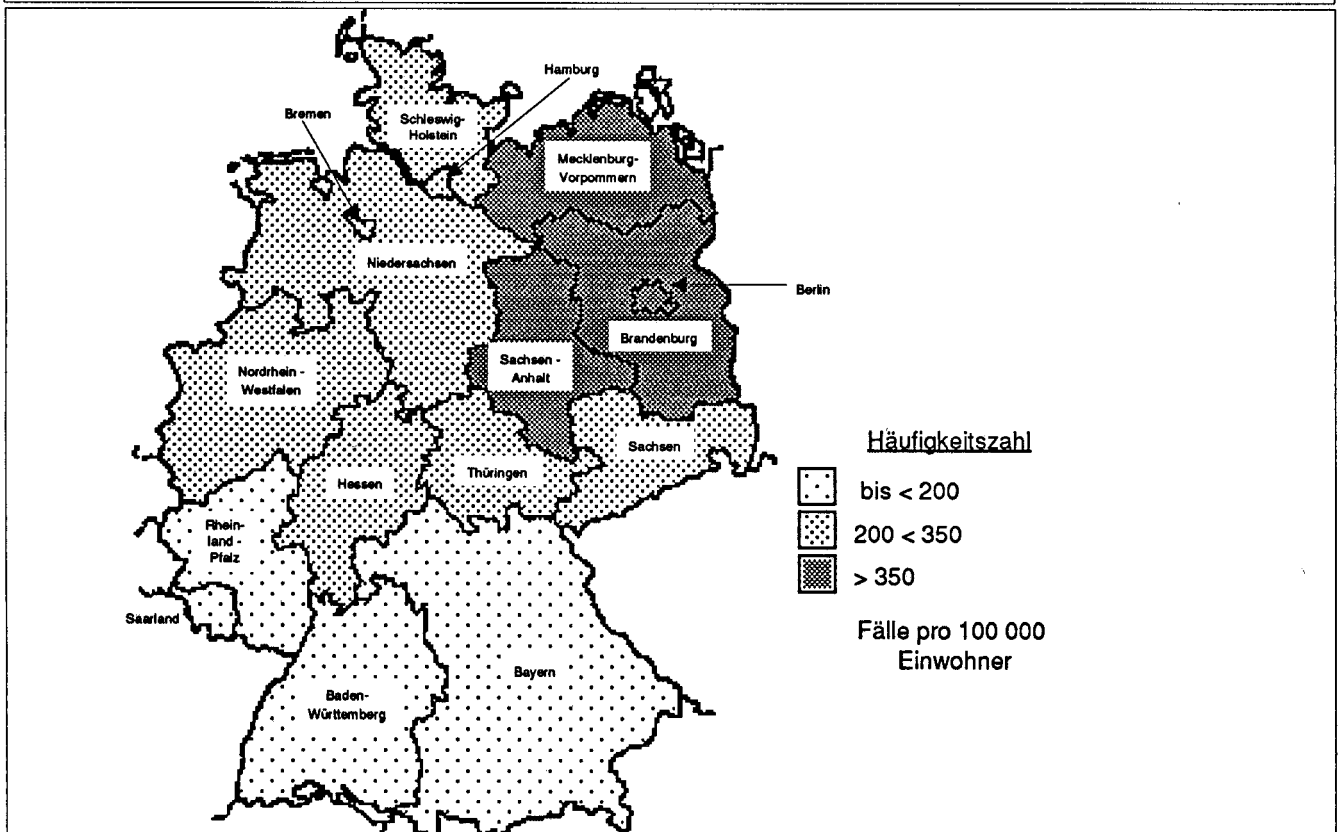 Hamburg
Bremen
Schleswig-
Holstein
Mecklenburg-
Vorpommern
Niedersachsen
Berlin
Brandenburg
Sachsen -
Anhalt
Nordrhein -
Westfalen
Sachsen
Thüringen
Hessen
Rhein-
land -
Pfalz
Saarland
Bayern
Baden-
Württemberg
Häufigkeitszahl
bis < 200
200 < 350
> 350
Fälle pro 100 000
Einwohner